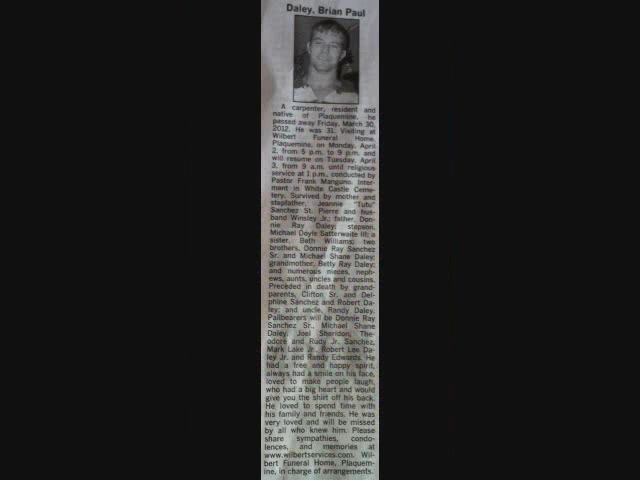 Daley, Brian Paul
A carpenter, resident and
native of Plaquemine, he
passed away Friday, March 30,
2012. He was 31. Visiting at
Wilbert Funeral Home,
Plaquemine, on Monday, April
2, from 5 p.m. to 9 p.m. and
will resume on Tuesday, April
3, from 9 a.m. until religious
service at 1 p.m., conducted by
Pastor Frank Manguno. Inter-
ment in White Castle Ceme-
tery. Survived by mother and
stepfather, Jeannie "Tutu"
Sanchez St. Pierre and hus-
band Winsley Jr.; father, Don-
nie Ray Daley; stepson,
Michael Doyle Satterwaite III; a
sister, Beth Williams; two
brothers, Donnie Ray Sanchez
Sr. and Michael Shane Daley;
grandmother, Betty Ray Daley;
and numerous nieces, neph-
ews, aunts, uncles and cousins.
Preceded in death by grand-
parents, Clifton Sr. and Del-
phine Sanchez and Robert Da-
ley; and uncle, Randy Daley.
Pallbearers will be Donnie Ray
Sanchez Sr., Michael Shane
Daley, Joel Sheridon, The-
odore and Rudy Jr. Sanchez,
Mark Lake Jr., Robert Lee Da-
ley Jr. and Randy Edwards. He
had a free and happy spirit,
always had a smile on his face,
loved to make people laugh,
who had a big heart and would
give you the shirt off his back.
He loved to spend time with
his family and friends. He was
very loved and will be missed
by all who knew him. Please
share sympathies, condo-
lences, and memories at
www.wilbertservices.com. Wil-
bert Funeral Home, Plaquem-
ine, in charge of arrangements.